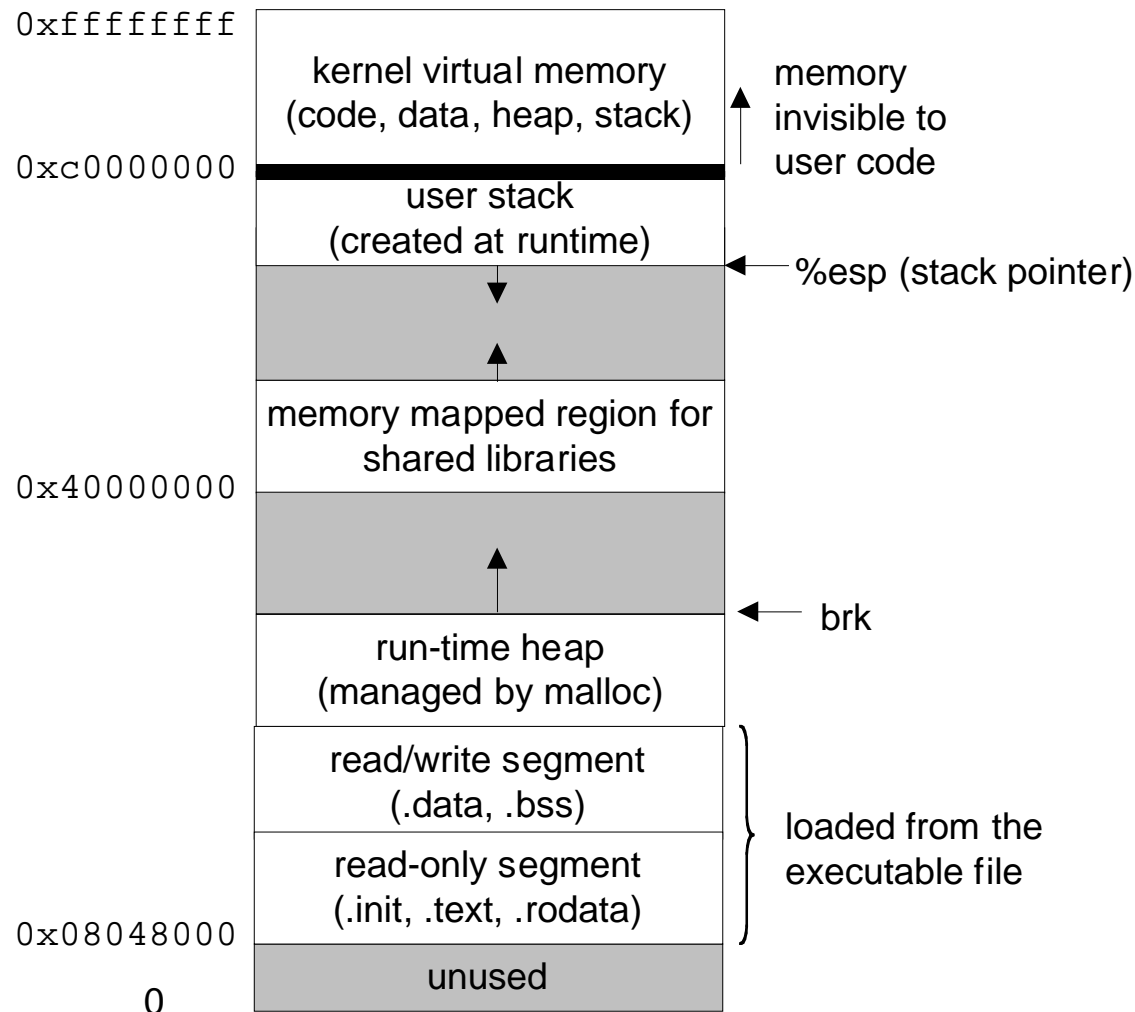 0xffffffff
kernel virtual memory
(code, data, heap, stack)
memory
invisible to
user code
0xc0000000
user stack
(created at runtime)
%esp (stack pointer)
memory mapped region for
shared libraries
0x40000000
brk
run-time heap
(managed by malloc)
read/write segment
(.data, .bss)
loaded from the
executable file
read-only segment
(.init, .text, .rodata)
0x08048000
unused
0